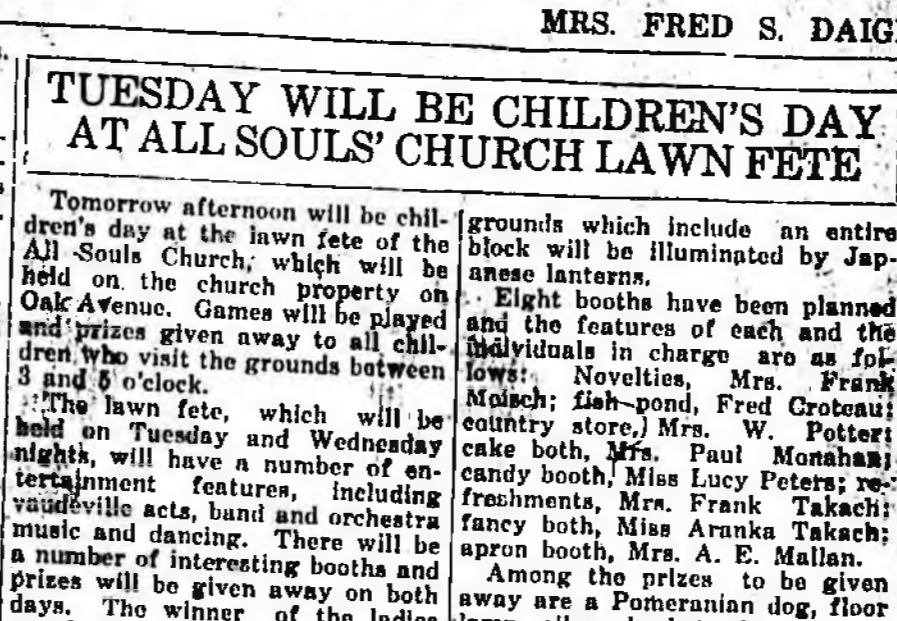 MRS. FRED S. DAIG
TUESDAY WILL BE CHILDREN'S DAY
AT ALL SOULS' CHURCH LAWN FETE
Tomorrow afternoon will be chil-
dren's day at the lawn fete of the
All Souls Church, which will be
held on the church property on
Oak Avenue. Games will be played
and prizes given away to all chil-
dren who visit the grounds between
3 and 5 o'clock.
The lawn fete, which will be
held on Tuesday and Wednesday
nights, will have a number of en-
tertainment features, including
vaudeville acts, band and orchestra
music and dancing. There will be
a number of interesting booths and
prizes will be given away on both
days. The winner of the ladies
grounds which include an entire
block will be illuminated by Jap-
anese lanterns.
Eight booths have been planned
and the features of each and the
individuals in charge are as fol-
lows: Novelties, Mrs. Frank
Moisch; fish-pond, Fred Croteau;
country store, Mrs. W. Potter;
cake both, Mrs. Paul Monahan;
candy booth, Miss Lucy Peters; re-
freshments, Mrs. Frank Takach;
fancy both, Miss Aranka Takach;
apron booth, Mrs. A. E. Mallan.
Among the prizes to be given
away are a Pomeranian dog, floor